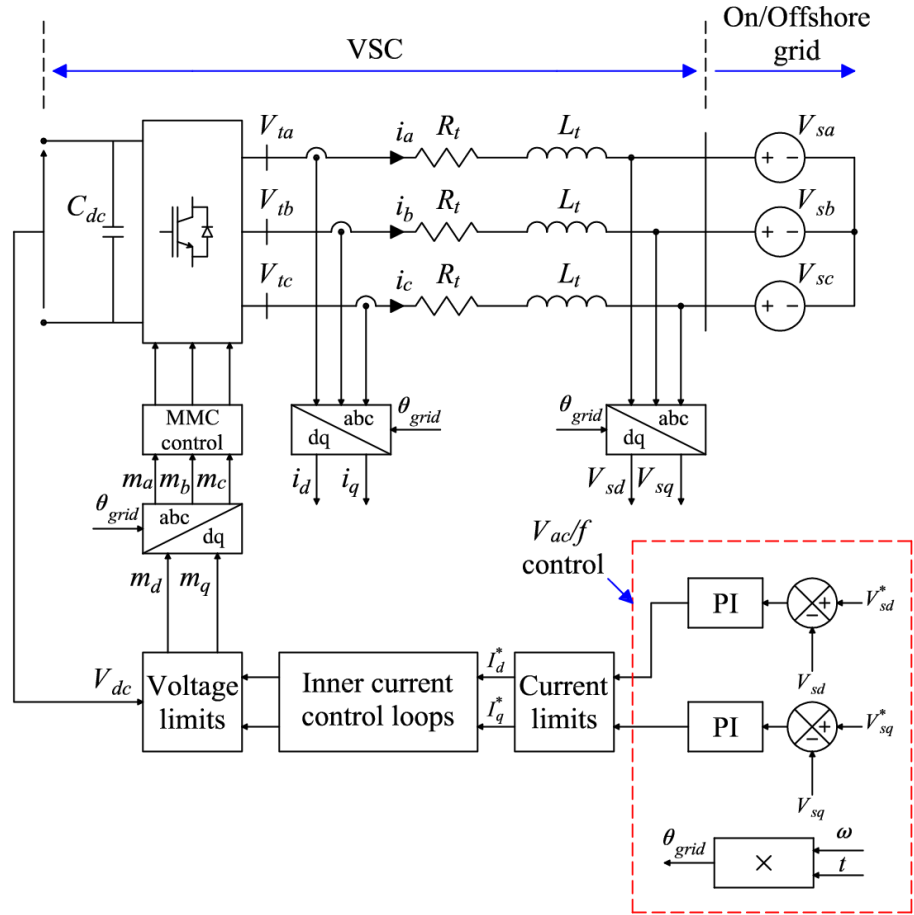 VSC
On/Offshore
grid
V_ta
i_a
R_t
L_t
V_sa
C_dc
V_tb
i_b
R_t
L_t
V_sb
V_tc
i_c
R_t
L_t
V_sc
+ −
+ −
+ −
MMC
control
abc
dq
θ_grid
θ_grid
abc
dq
m_a m_b m_c
i_d i_q
V_sd V_sq
θ_grid
abc
dq
m_d m_q
V_ac/f
control
PI
+
−
V*_sd
V_sd
V_dc
Voltage
limits
Inner current
control loops
I*_d
I*_q
Current
limits
PI
+
−
V*_sq
V_sq
θ_grid
×
ω
t